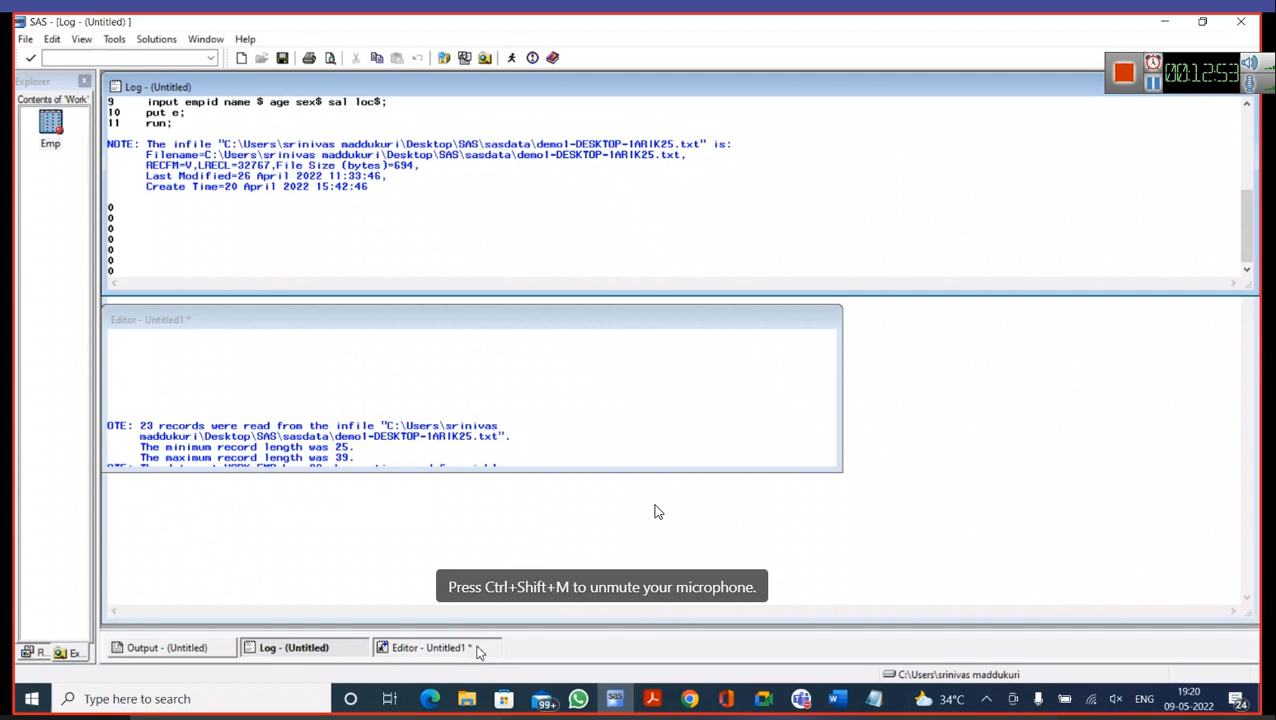 SAS - [Log - (Untitled) ]
File Edit View Tools Solutions Window Help
00:12:53
Explorer
Contents of 'Work'
Emp
Log - (Untitled)
9 input empid name $ age sex$ sal loc$;
10 put e;
11 run;
NOTE: The infile "C:\Users\srinivas maddukuri\Desktop\SAS\sasdata\demo1-DESKTOP-1ARIK25.txt" is:
Filename=C:\Users\srinivas maddukuri\Desktop\SAS\sasdata\demo1-DESKTOP-1ARIK25.txt,
RECFM=V,LRECL=32767,File Size (bytes)=694,
Last Modified=26 April 2022 11:33:46,
Create Time=20 April 2022 15:42:46
0
0
0
0
0
0
0
Editor - Untitled1 *
OTE: 23 records were read from the infile "C:\Users\srinivas
maddukuri\Desktop\SAS\sasdata\demo1-DESKTOP-1ARIK25.txt".
The minimum record length was 25.
The maximum record length was 39.
Press Ctrl+Shift+M to unmute your microphone.
R... Ex... Output - (Untitled) Log - (Untitled) Editor - Untitled1 *
C:\Users\srinivas maddukuri
Type here to search 99+ 34°C ENG 19:20
09-05-2022 24